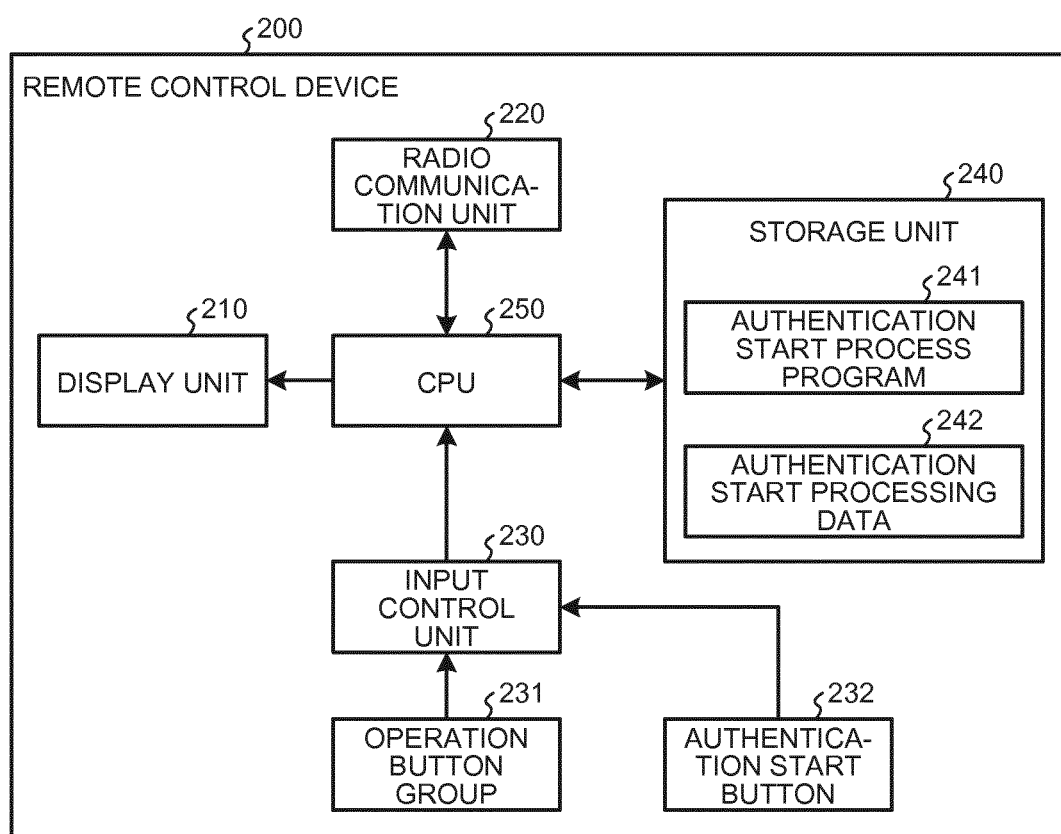 200
REMOTE CONTROL DEVICE
220
RADIO
COMMUNICA-
TION UNIT
240
STORAGE UNIT
241
AUTHENTICATION
START PROCESS
PROGRAM
242
AUTHENTICATION
START PROCESSING
DATA
210
DISPLAY UNIT
250
CPU
230
INPUT
CONTROL
UNIT
231
OPERATION
BUTTON
GROUP
232
AUTHENTICA-
TION START
BUTTON